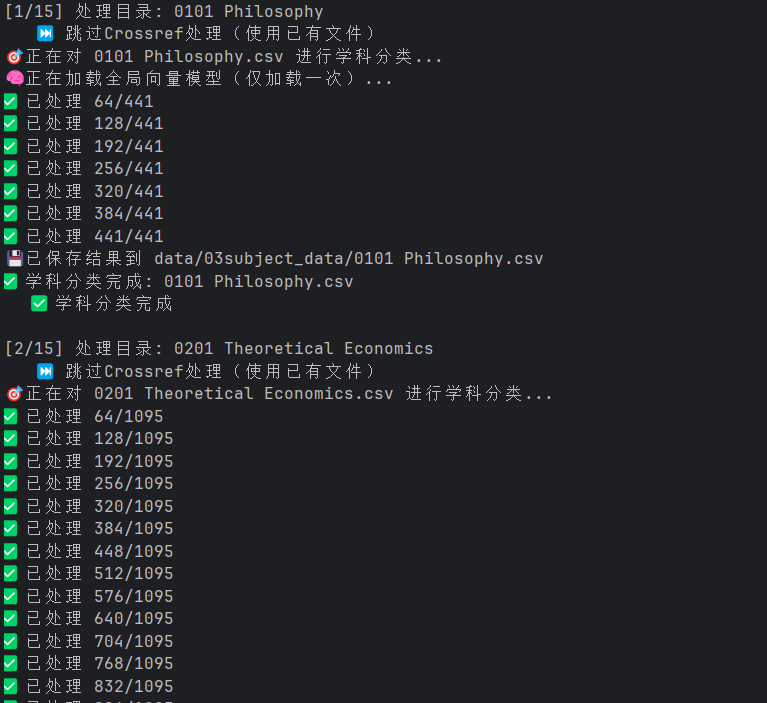 [1/15] 处理目录: 0101 Philosophy
⏭ 跳过Crossref处理（使用已有文件）
🎯正在对 0101 Philosophy.csv 进行学科分类...
🧠正在加载全局向量模型（仅加载一次）...
✅ 已处理 64/441
✅ 已处理 128/441
✅ 已处理 192/441
✅ 已处理 256/441
✅ 已处理 320/441
✅ 已处理 384/441
✅ 已处理 441/441
💾已保存结果到 data/03subject_data/0101 Philosophy.csv
✅ 学科分类完成: 0101 Philosophy.csv
✅ 学科分类完成
[2/15] 处理目录: 0201 Theoretical Economics
⏭ 跳过Crossref处理（使用已有文件）
🎯正在对 0201 Theoretical Economics.csv 进行学科分类...
✅ 已处理 64/1095
✅ 已处理 128/1095
✅ 已处理 192/1095
✅ 已处理 256/1095
✅ 已处理 320/1095
✅ 已处理 384/1095
✅ 已处理 448/1095
✅ 已处理 512/1095
✅ 已处理 576/1095
✅ 已处理 640/1095
✅ 已处理 704/1095
✅ 已处理 768/1095
✅ 已处理 832/1095